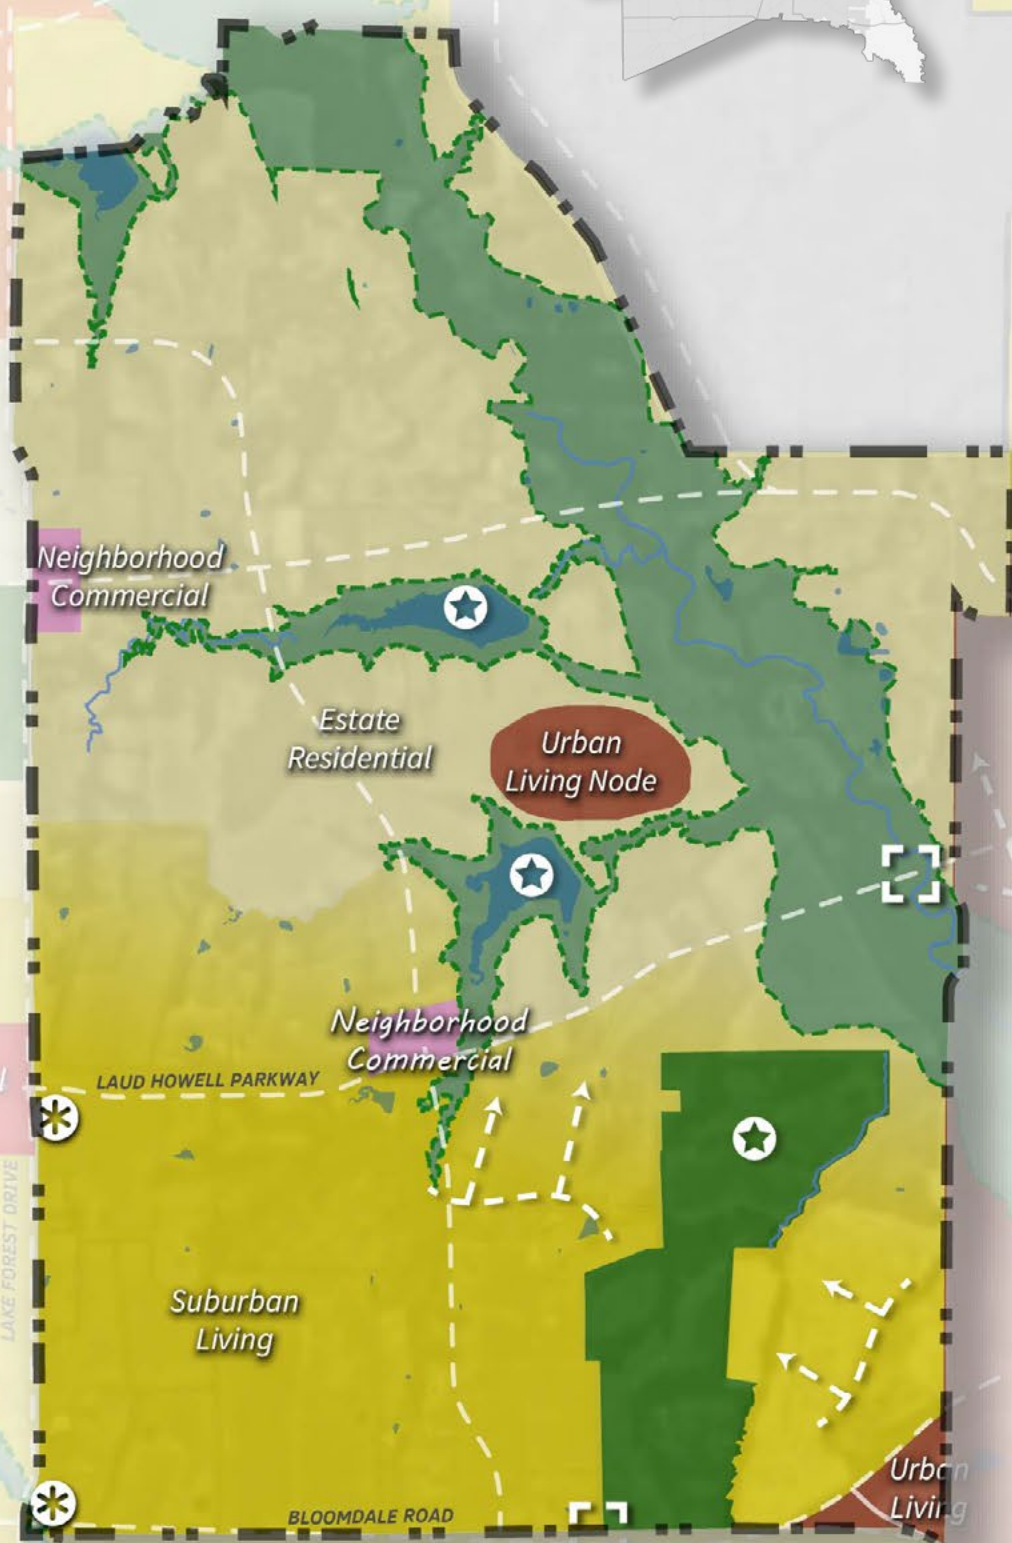 Neighborhood
Commercial
Estate
Residential
Urban
Living Node
Neighborhood
Commercial
LAUD HOWELL PARKWAY
LAKE FOREST DRIVE
Suburban
Living
Urban
Living
BLOOMDALE ROAD